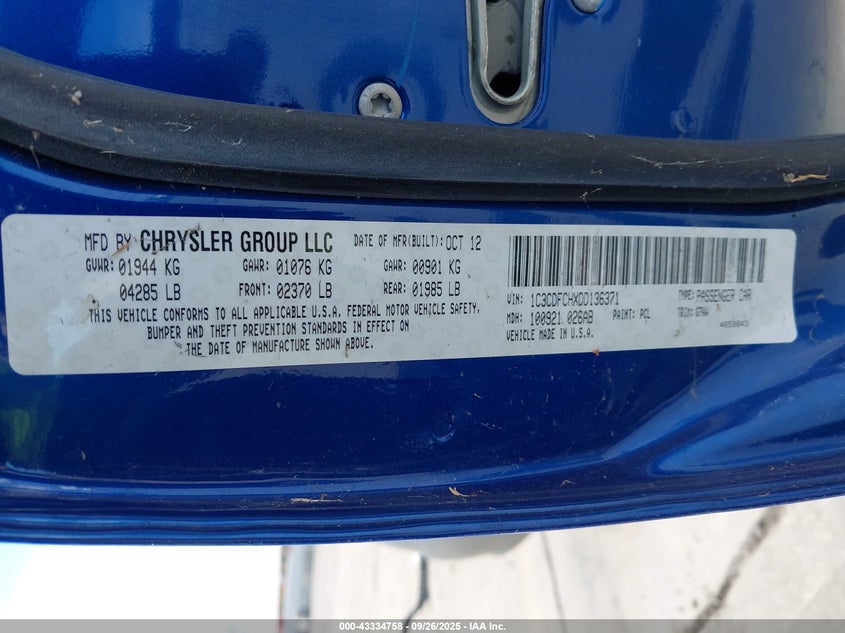 MFD BY CHRYSLER GROUP LLC DATE OF MFR(BUILT): OCT 12
GVWR: 01944 KG GAWR: 01076 KG GAWR: 00901 KG
04285 LB FRONT: 02370 LB REAR: 01985 LB
THIS VEHICLE CONFORMS TO ALL APPLICABLE U.S.A. FEDERAL MOTOR VEHICLE SAFETY,
BUMPER AND THEFT PREVENTION STANDARDS IN EFFECT ON
THE DATE OF MANUFACTURE SHOWN ABOVE.
VIN: 1C3CDFCHXDD136371 TYPE: PASSENGER CAR
MDH: 100921 026AB PAINT: PCL TRIM:
VEHICLE MADE IN U.S.A.
000-43334758 - 09/26/2025 - IAA Inc.